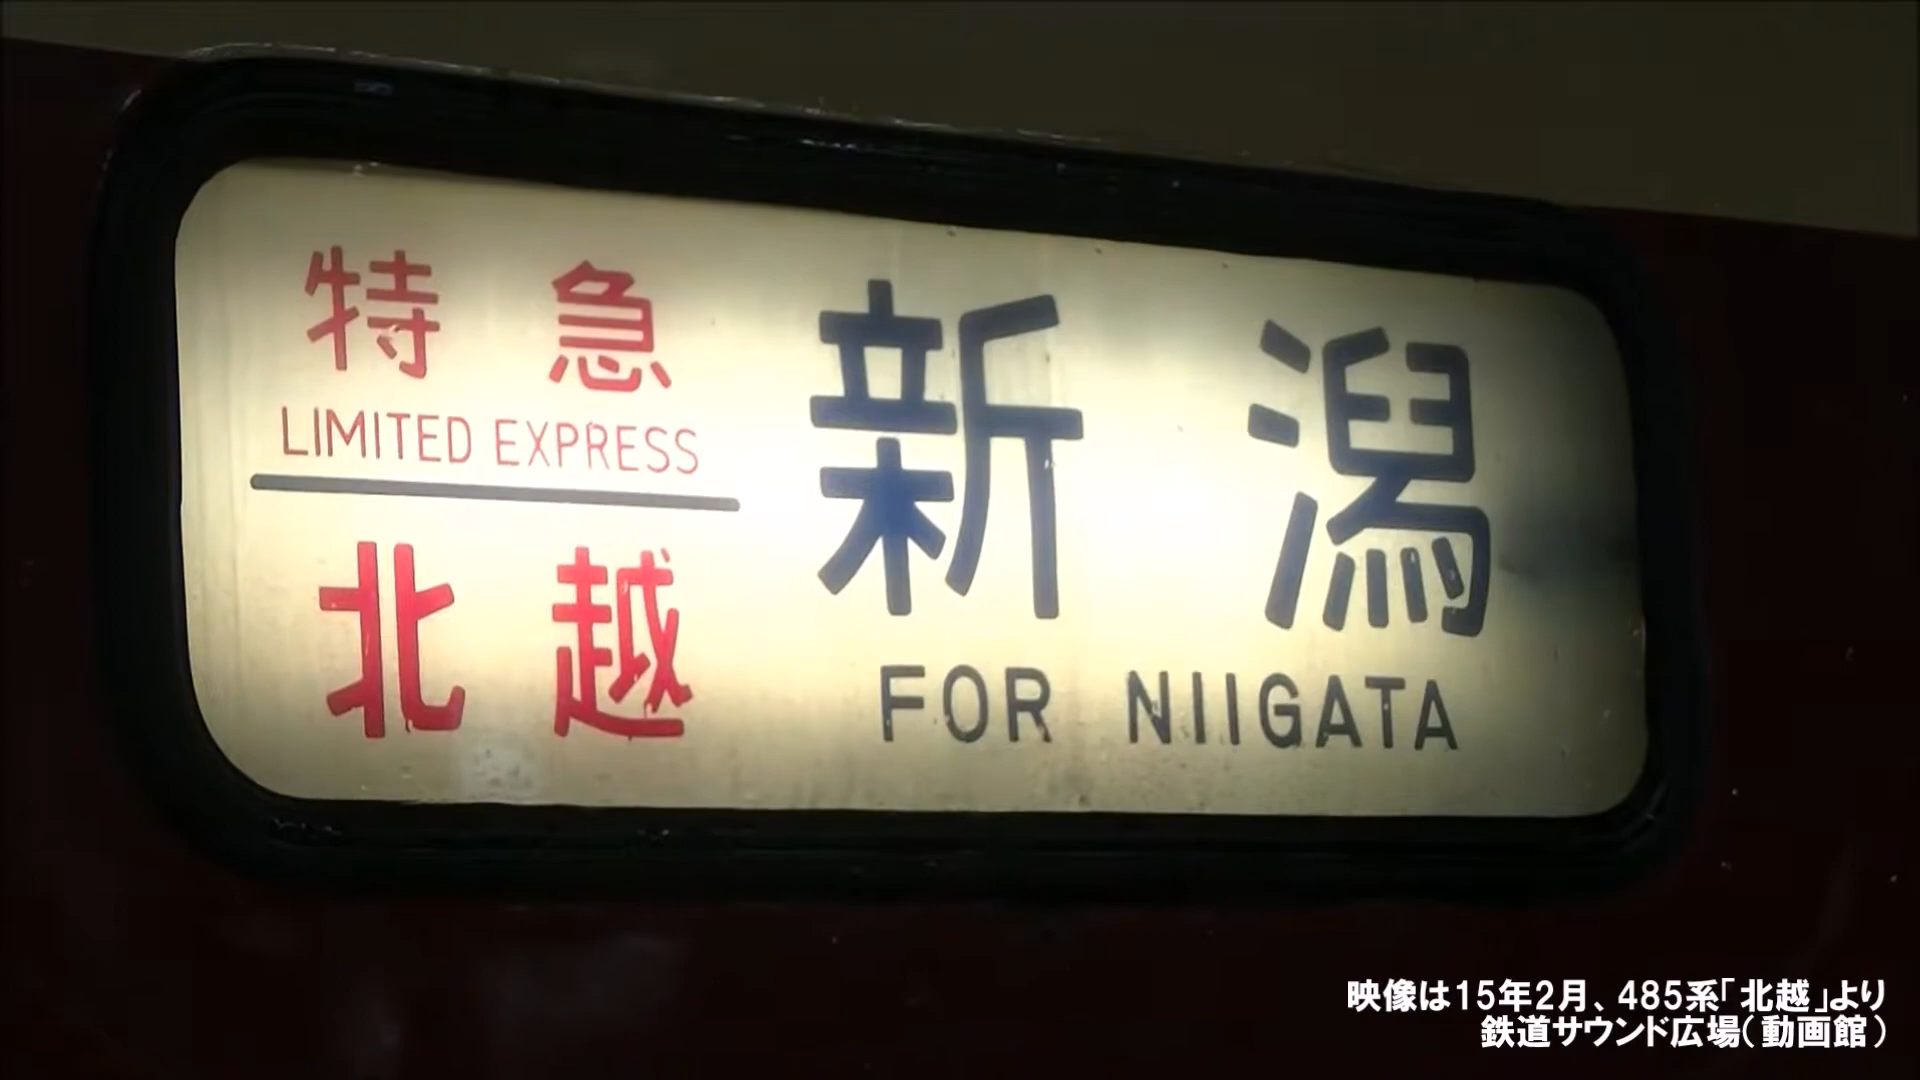 特急
LIMITED EXPRESS
北越
新潟
FOR NIIGATA
映像は15年2月、485系「北越」より
鉄道サウンド広場（動画館）